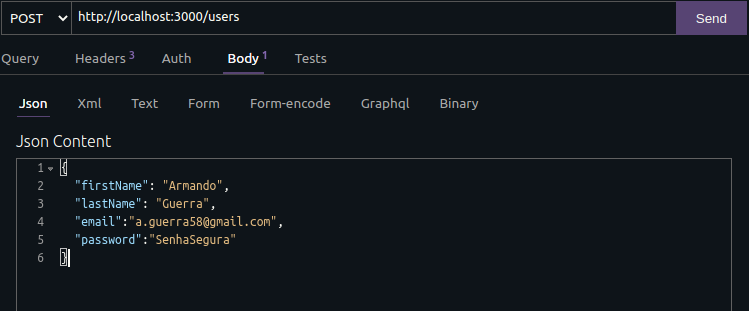 POST http://localhost:3000/users Send
Query Headers 3 Auth Body 1 Tests
Json Xml Text Form Form-encode Graphql Binary
Json Content
1 {
2 "firstName": "Armando",
3 "lastName": "Guerra",
4 "email":"a.guerra58@gmail.com",
5 "password":"SenhaSegura"
6 }